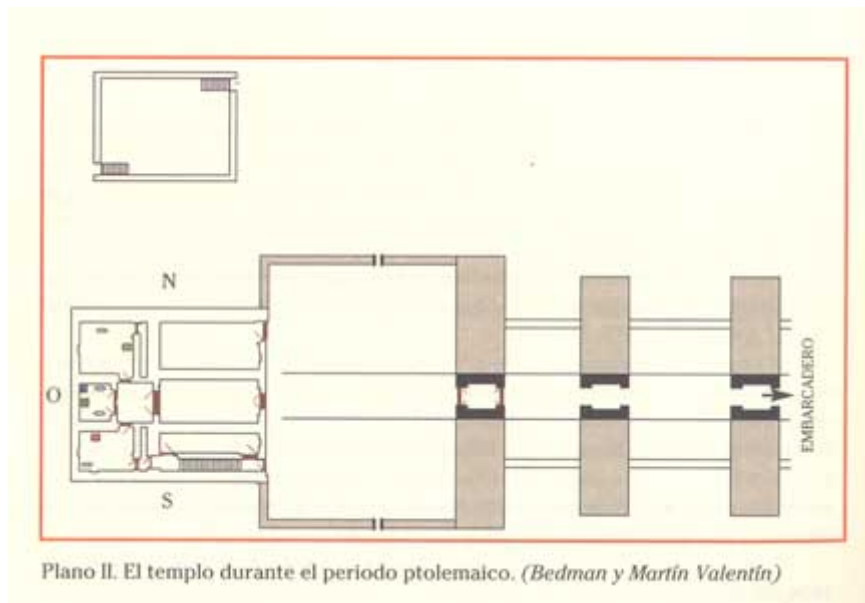 N
O
S
EMBARCADERO
Plano II. El templo durante el periodo ptolemaico. (Bedman y Martín Valentín)